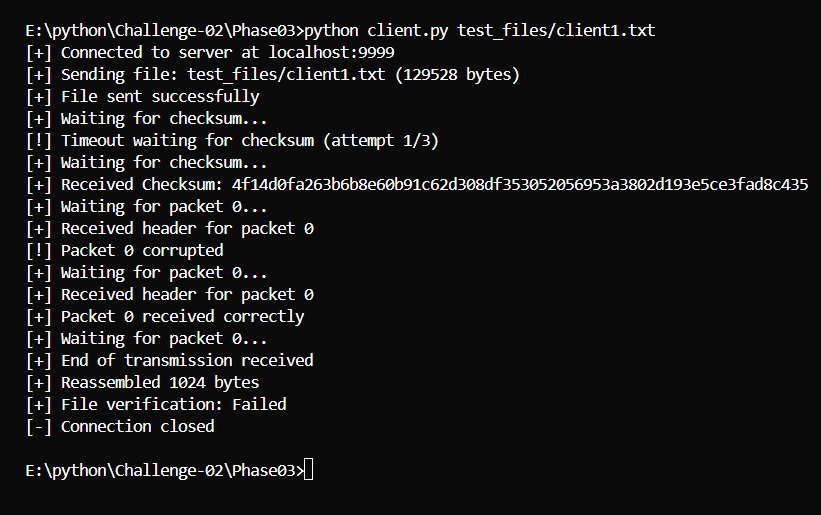 E:\python\Challenge-02\Phase03>python client.py test_files/client1.txt
[+] Connected to server at localhost:9999
[+] Sending file: test_files/client1.txt (129528 bytes)
[+] File sent successfully
[+] Waiting for checksum...
[!] Timeout waiting for checksum (attempt 1/3)
[+] Waiting for checksum...
[+] Received Checksum: 4f14d0fa263b6b8e60b91c62d308df353052056953a3802d193e5ce3fad8c435
[+] Waiting for packet 0...
[+] Received header for packet 0
[!] Packet 0 corrupted
[+] Waiting for packet 0...
[+] Received header for packet 0
[+] Packet 0 received correctly
[+] Waiting for packet 0...
[+] End of transmission received
[+] Reassembled 1024 bytes
[+] File verification: Failed
[-] Connection closed
E:\python\Challenge-02\Phase03>